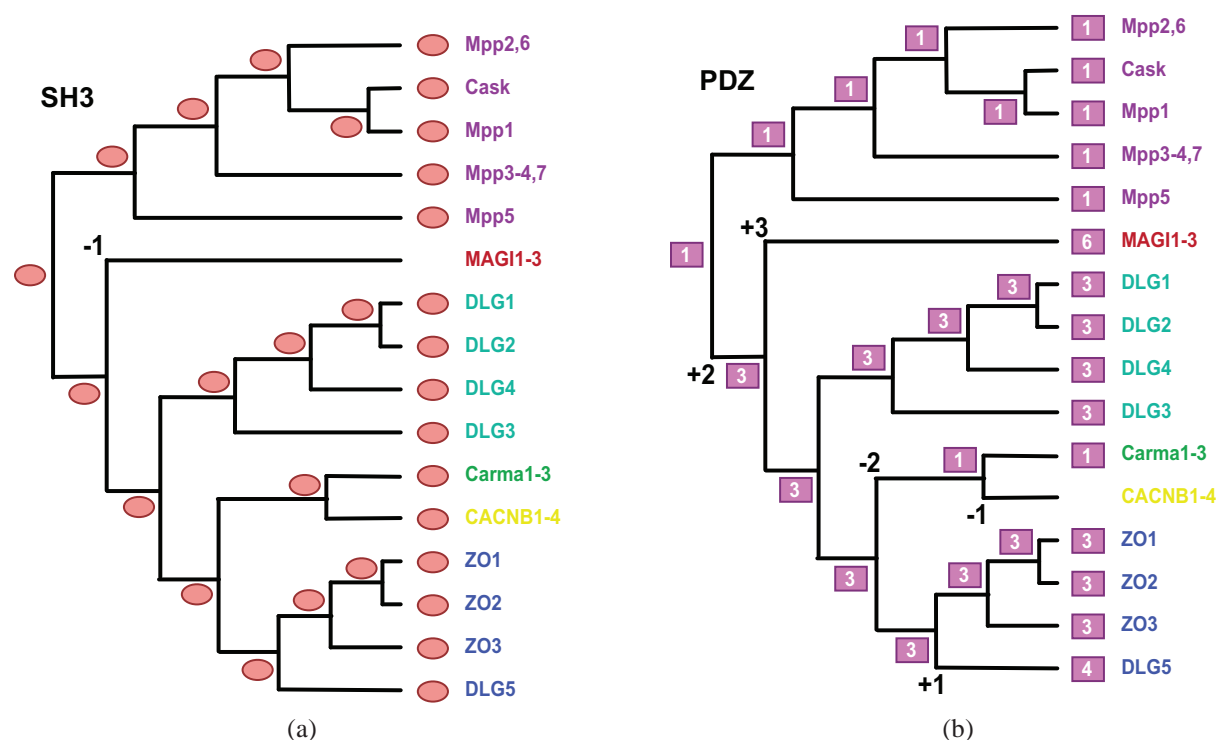 SH3
Mpp2,6
Cask
Mpp1
Mpp3-4,7
Mpp5
-1
MAGI1-3
DLG1
DLG2
DLG4
DLG3
Carma1-3
CACNB1-4
ZO1
ZO2
ZO3
DLG5
(a)
PDZ
1
1 Mpp2,6
1 Cask
1
1
1 Mpp1
1
1 Mpp3-4,7
1 Mpp5
1
+3
6 MAGI1-3
3
3 DLG1
3 DLG2
3
3
3 DLG4
+2
3
3 DLG3
-2
1
1 Carma1-3
3
CACNB1-4
-1
3
3 ZO1
3
3
3 ZO2
3 ZO3
3
4 DLG5
+1
(b)